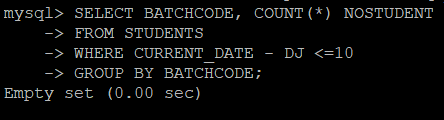 mysql> SELECT BATCHCODE, COUNT(*) NOSTUDENT
    -> FROM STUDENTS
    -> WHERE CURRENT_DATE - DJ <=10
    -> GROUP BY BATCHCODE;
Empty set (0.00 sec)